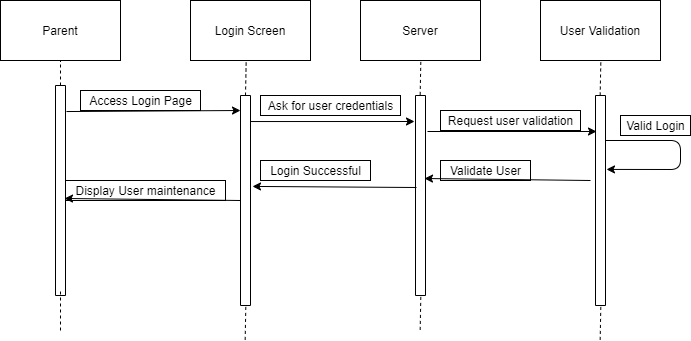 Parent
Login Screen
Server
User Validation
Access Login Page
Ask for user credentials
Request user validation
Valid Login
Login Successful
Validate User
Display User maintenance